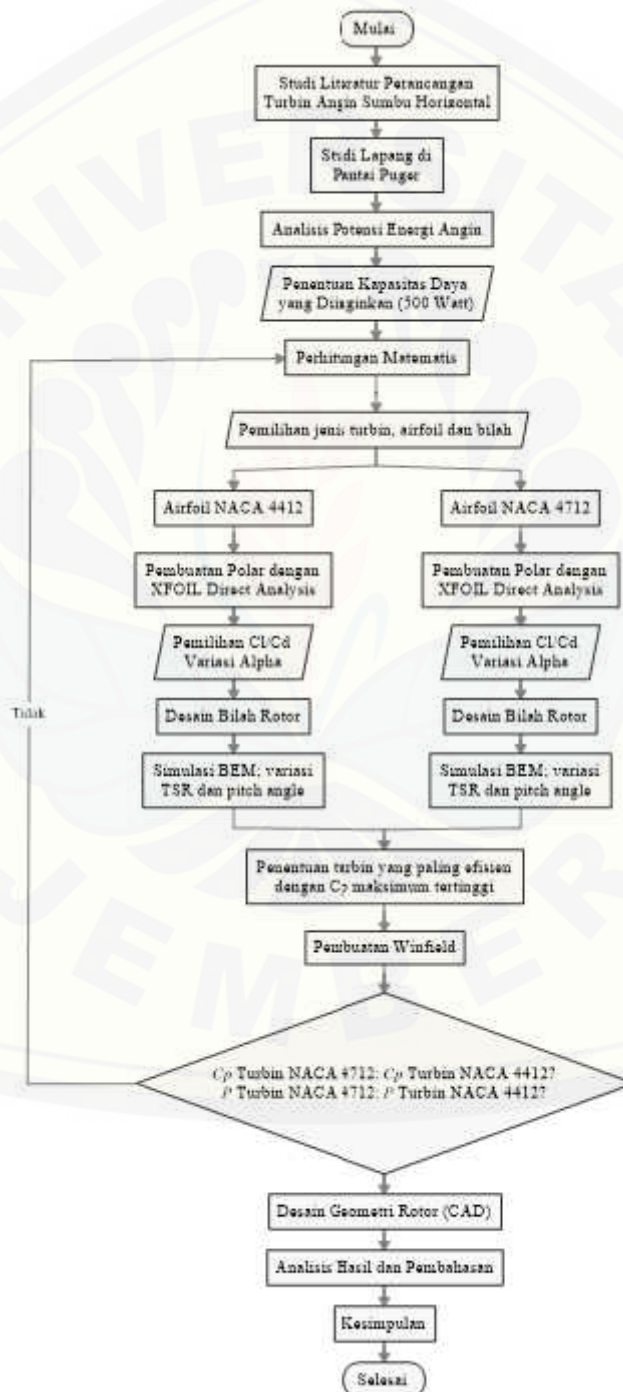 Mulai
Studi Literatur Perancangan
Turbin Angin Sumbu Horizontal
Studi Lapang di
Pantai Puger
Analisis Potensi Energi Angin
Penentuan Kapasitas Daya
yang Diinginkan (500 Watt)
Perhitungan Matematis
Pemilihan jenis turbin, airfoil dan bilah
Airfoil NACA 4412
Airfoil NACA 4712
Pembuatan Polar dengan
XFOIL Direct Analysis
Pembuatan Polar dengan
XFOIL Direct Analysis
Pemilihan Cl/Cd
Variasi Alpha
Pemilihan Cl/Cd
Variasi Alpha
Tidak
Desain Bilah Rotor
Desain Bilah Rotor
Simulasi BEM; variasi
TSR dan pitch angle
Simulasi BEM; variasi
TSR dan pitch angle
Penentuan turbin yang paling efisien
dengan Cp maksimum tertinggi
Pembuatan Winfield
Cp Turbin NACA 4712: Cp Turbin NACA 4412?
P Turbin NACA 4712: P Turbin NACA 4412?
Desain Geometri Rotor (CAD)
Analisis Hasil dan Pembahasan
Kesimpulan
Selesai
UNIVERSITA
JEMBER